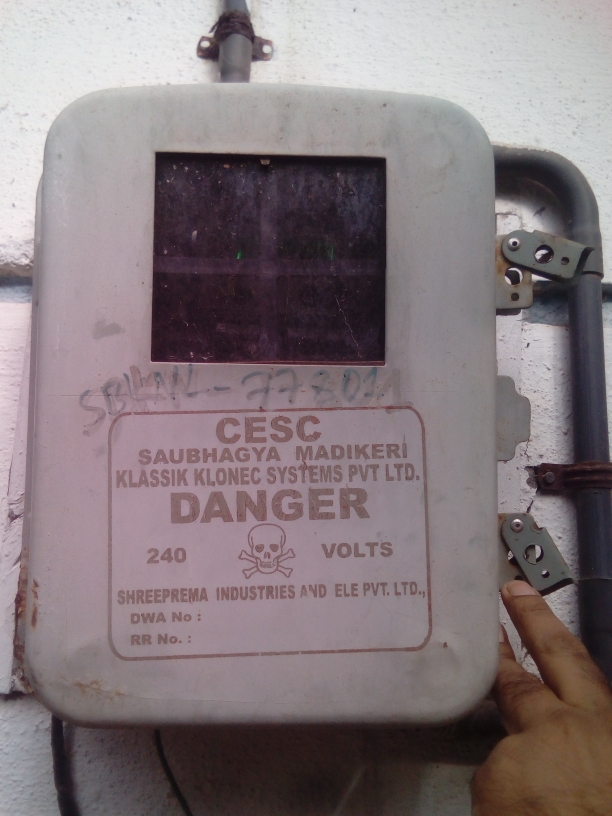 CESC
SAUBHAGYA MADIKERI
KLASSIK KLONEC SYSTEMS PVT LTD.
DANGER
240 VOLTS
SHREEPREMA INDUSTRIES AND ELE PVT. LTD.,
DWA No :
RR No. :